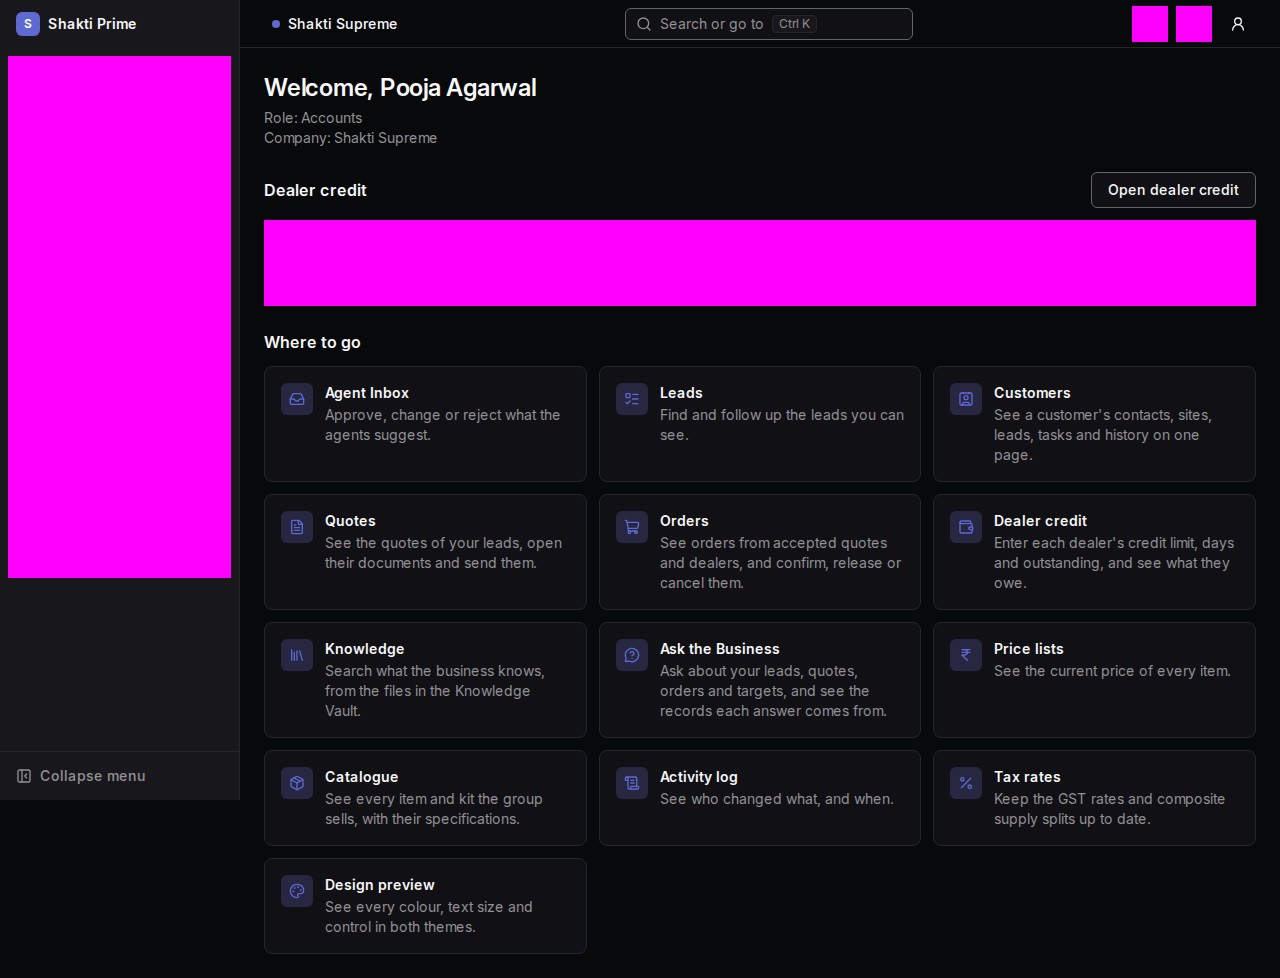 S Shakti Prime
Shakti Supreme
Search or go to Ctrl K
Welcome, Pooja Agarwal
Role: Accounts
Company: Shakti Supreme
Dealer credit
Open dealer credit
Where to go
Agent Inbox
Approve, change or reject what the
agents suggest.
Leads
Find and follow up the leads you can
see.
Customers
See a customer's contacts, sites,
leads, tasks and history on one
page.
Quotes
See the quotes of your leads, open
their documents and send them.
Orders
See orders from accepted quotes
and dealers, and confirm, release or
cancel them.
Dealer credit
Enter each dealer's credit limit, days
and outstanding, and see what they
owe.
Knowledge
Search what the business knows,
from the files in the Knowledge
Vault.
Ask the Business
Ask about your leads, quotes,
orders and targets, and see the
records each answer comes from.
Price lists
See the current price of every item.
Catalogue
See every item and kit the group
sells, with their specifications.
Activity log
See who changed what, and when.
Tax rates
Keep the GST rates and composite
supply splits up to date.
Design preview
See every colour, text size and
control in both themes.
Collapse menu